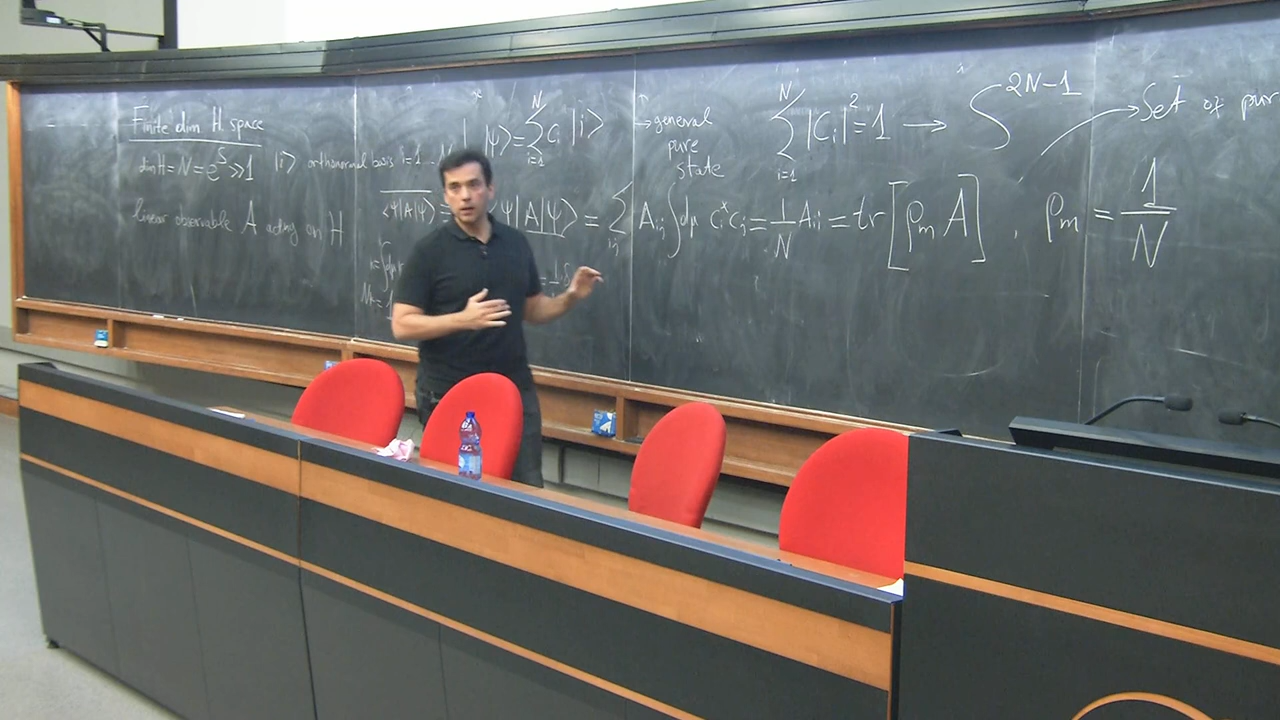 Finite dim H. space
dim H = N = e^S >> 1 |i> orthonormal basis i=1...N
linear observable A acting on H
|ψ> = Σ_{i=1}^{N} c_i |i> → general pure state
Σ_{i=1}^{N} |c_i|^2 = 1 → S^{2N-1} → Set of pur
<ψ|A|ψ> = ψ|A|ψ> = Σ_{ij} A_{ij} ∫dμ c_i^* c_j = 1/N A_{ii} = tr[ρ_m A] , ρ_m = 1/N